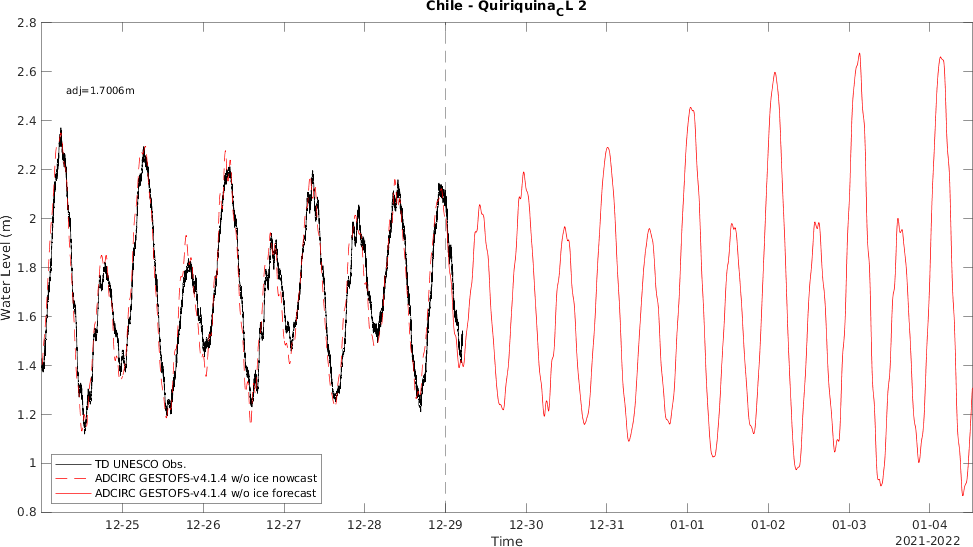 Chile - Quiriquina_CL 2
2.8
2.6
2.4
2.2
2
1.8
1.6
1.4
1.2
1
0.8
Water Level (m)
adj=1.7006m
TD UNESCO Obs.
ADCIRC GESTOFS-v4.1.4 w/o ice nowcast
ADCIRC GESTOFS-v4.1.4 w/o ice forecast
12-25 12-26 12-27 12-28 12-29 12-30 12-31 01-01 01-02 01-03 01-04
Time
2021-2022